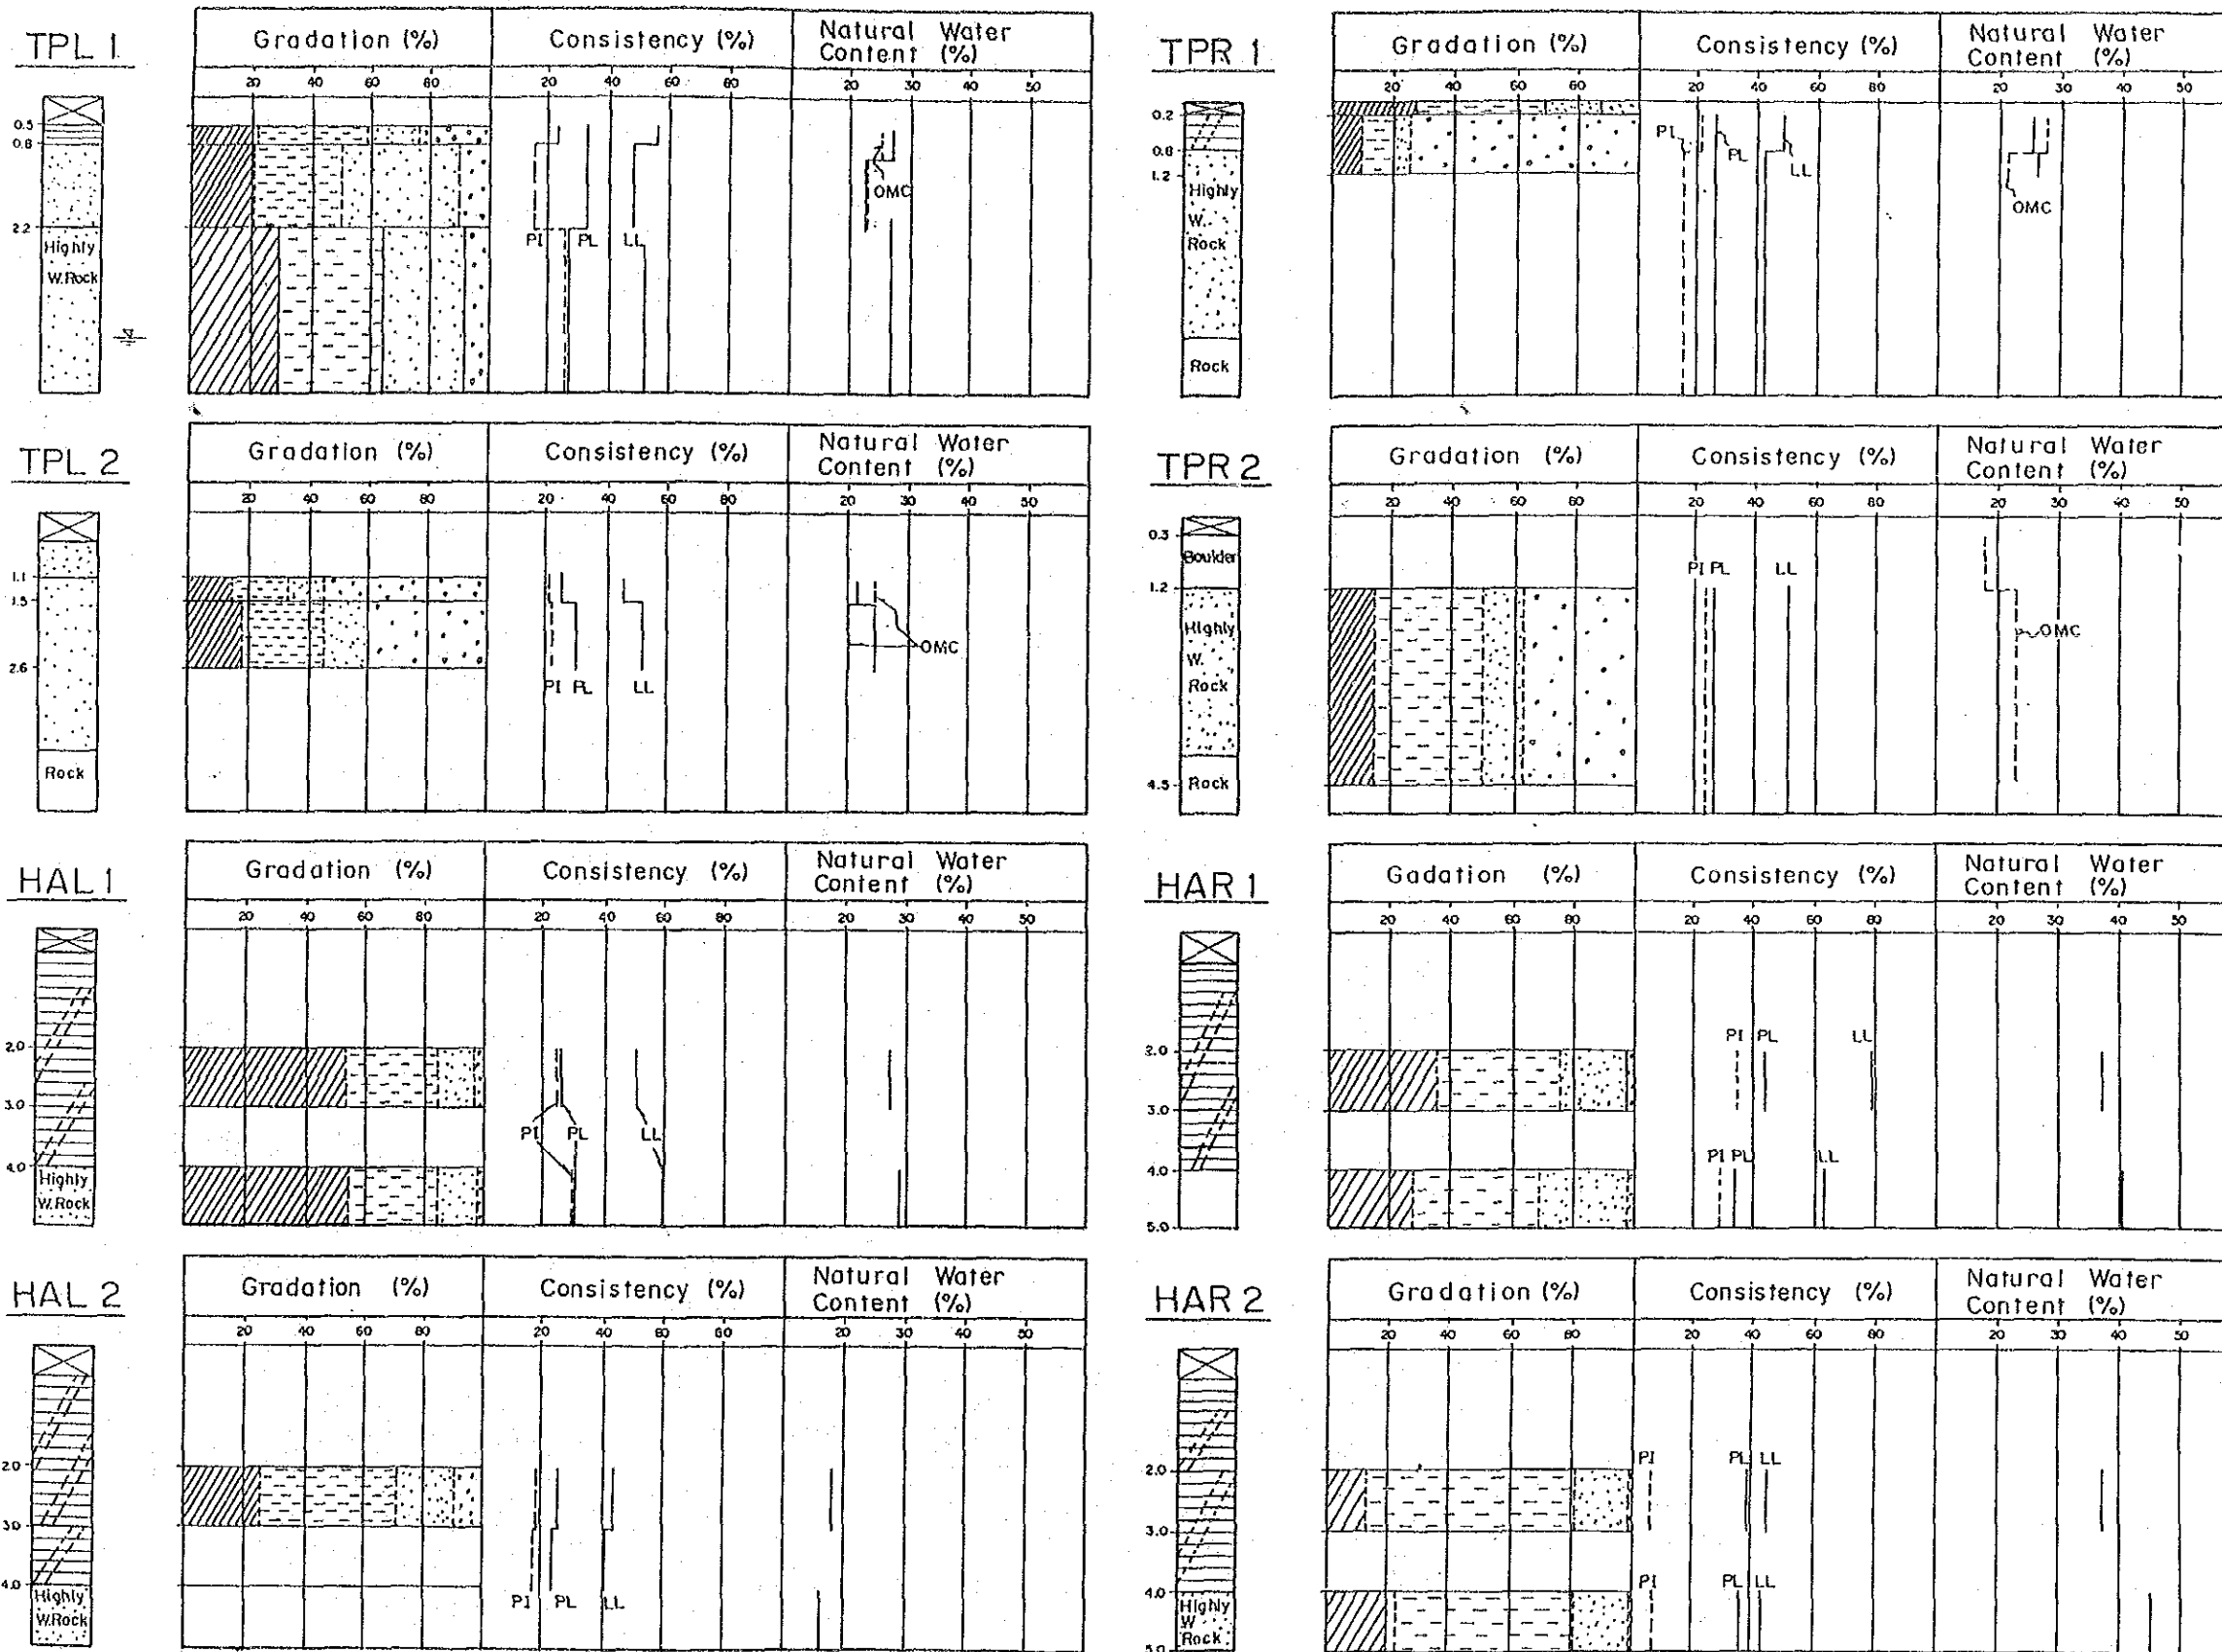 TPL 1
Gradation (%)
Consistency (%)
Natural Water
Content (%)
20 40 60 80
20 40 60 80
20 30 40 50
0.5
0.8
2.2
Highly
W.Rock
PI PL LL
OMC
TPR 1
Gradation (%)
Consistency (%)
Natural Water
Content (%)
20 40 60 80
20 40 60 80
20 30 40 50
0.2
0.8
1.2
Highly
W.
Rock
Rock
PI
PL
LL
OMC
TPL 2
Gradation (%)
Consistency (%)
Natural Water
Content (%)
20 40 60 80
20 40 60 80
20 30 40 50
1.1
1.5
2.6
Rock
PI PL LL
OMC
TPR 2
Gradation (%)
Consistency (%)
Natural Water
Content (%)
20 40 60 80
20 40 60 80
20 30 40 50
0.3
Boulder
1.2
Highly
W.
Rock
4.5
Rock
PI PL LL
OMC
HAL 1
Gradation (%)
Consistency (%)
Natural Water
Content (%)
20 40 60 80
20 40 60 80
20 30 40 50
2.0
3.0
4.0
Highly
W.Rock
PI PL LL
HAR 1
Gadation (%)
Consistency (%)
Natural Water
Content (%)
20 40 60 80
20 40 60 80
20 30 40 50
3.0
3.0
4.0
5.0
PI PL LL
PI PL LL
HAL 2
Gradation (%)
Consistency (%)
Natural Water
Content (%)
20 40 60 80
20 40 60 80
20 30 40 50
2.0
3.0
4.0
Highly
W.Rock
PI PL LL
HAR 2
Gradation (%)
Consistency (%)
Natural Water
Content (%)
20 40 60 80
20 40 60 80
20 30 40 50
2.0
3.0
4.0
Highly
W
Rock
5.0
PI PL LL
PI PL LL